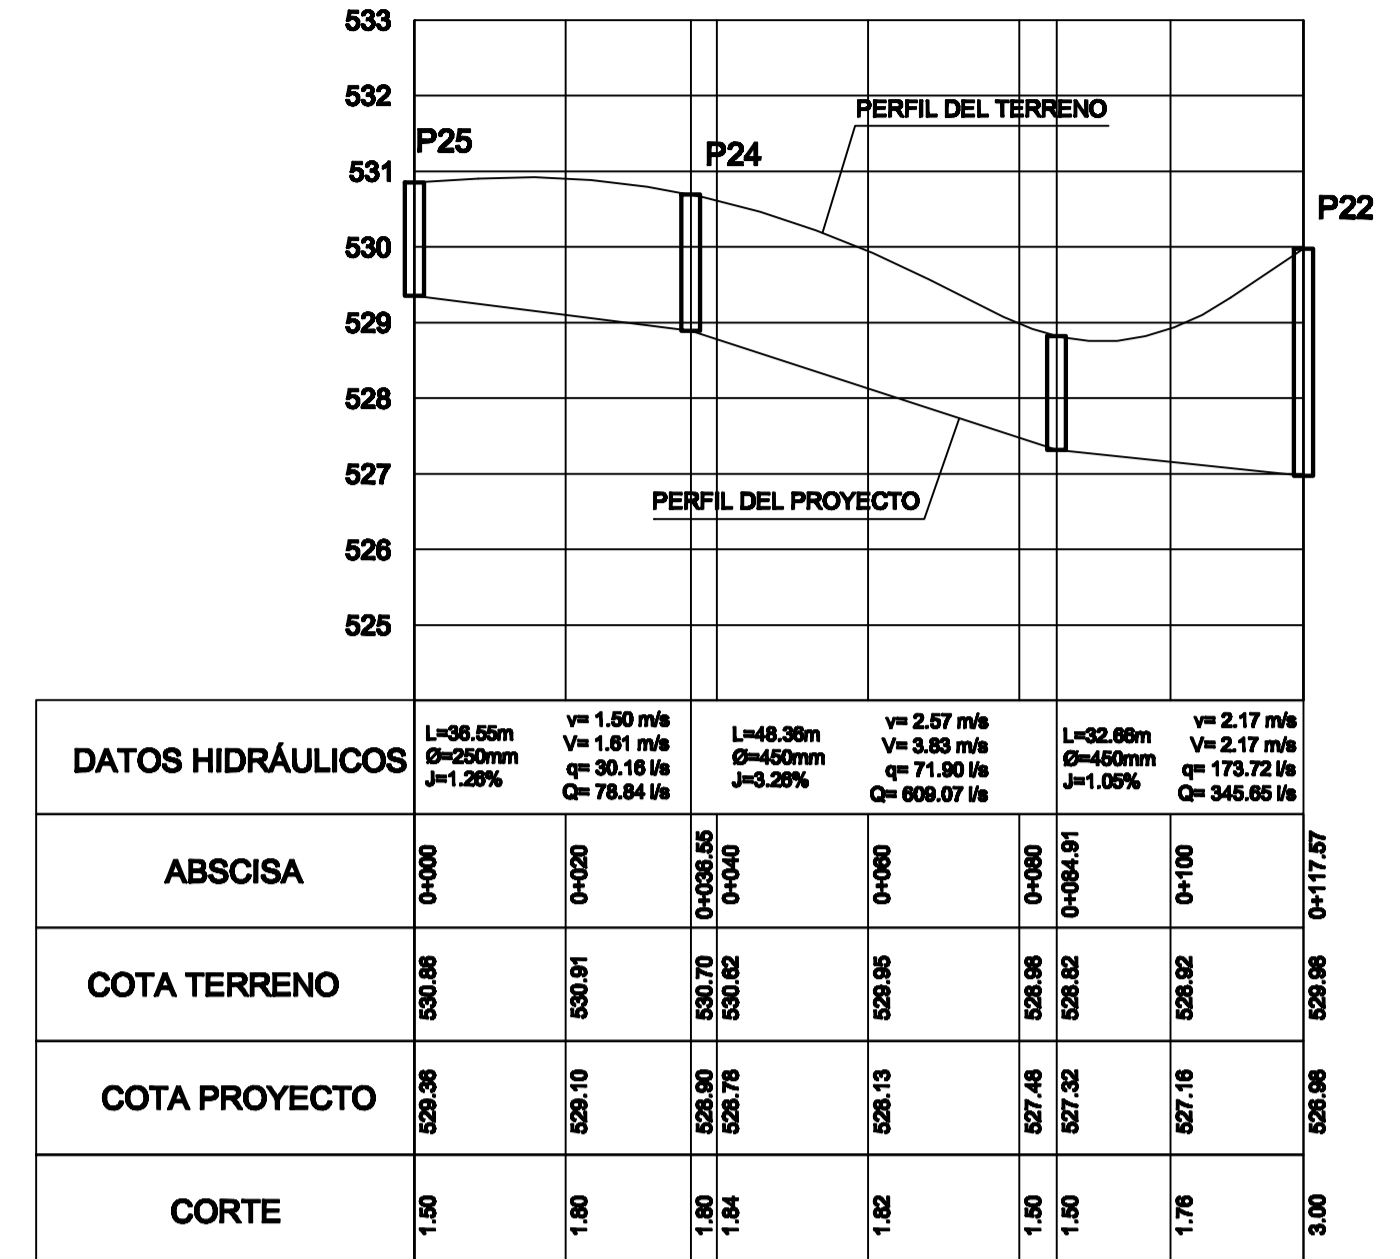 533
532
PERFIL DEL TERRENO
P25
P24
531
P22
530
529
528
527
PERFIL DEL PROYECTO
526
525
DATOS HIDRÁULICOS
L=36.55m
Ø=250mm
J=1.26%
v= 1.50 m/s
V= 1.61 m/s
q= 30.16 l/s
Q= 78.84 l/s
L=48.36m
Ø=450mm
J=3.26%
v= 2.57 m/s
V= 3.83 m/s
q= 71.90 l/s
Q= 609.07 l/s
L=32.66m
Ø=450mm
J=1.05%
v= 2.17 m/s
V= 2.17 m/s
q= 173.72 l/s
Q= 345.65 l/s
ABSCISA
0+000
0+020
0+036.55
0+040
0+060
0+080
0+084.91
0+100
0+117.57
COTA TERRENO
530.86
530.91
530.70
530.62
529.95
528.98
528.82
528.92
529.98
COTA PROYECTO
529.36
529.10
528.90
528.78
528.13
527.48
527.32
527.16
526.98
CORTE
1.50
1.80
1.80
1.84
1.82
1.50
1.50
1.76
3.00